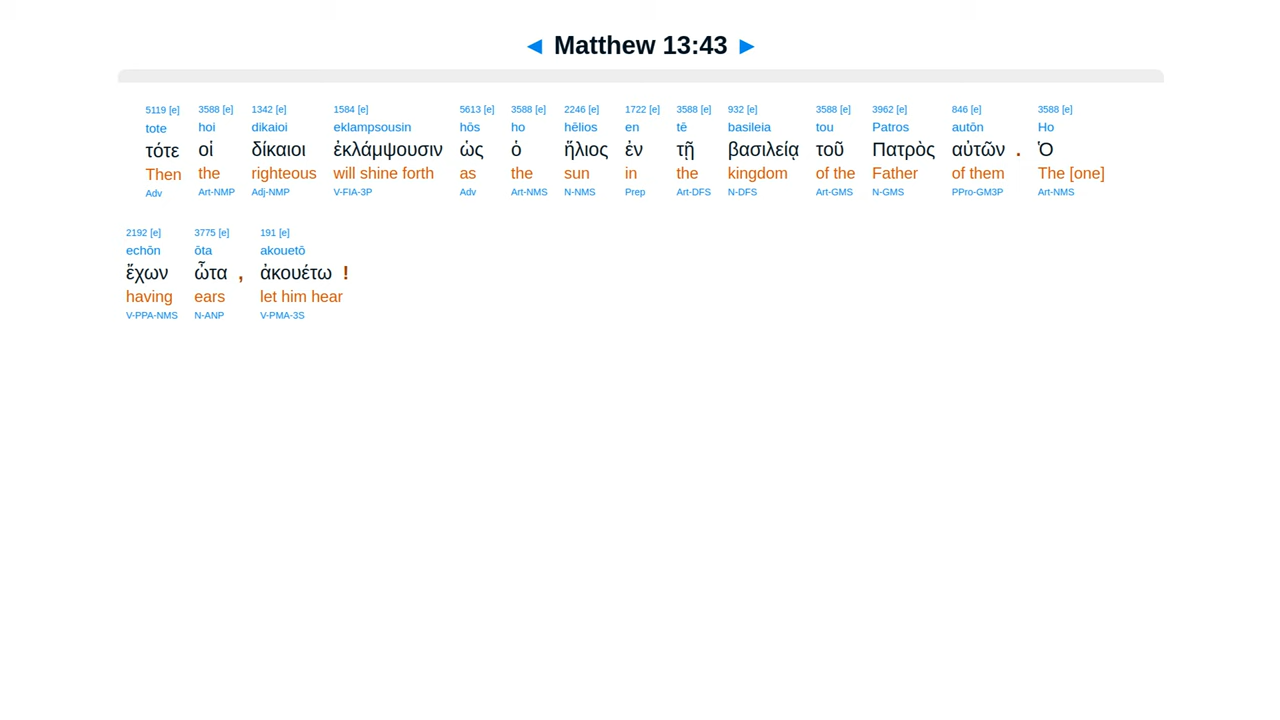 ◄ Matthew 13:43 ►
5119 [e] 3588 [e] 1342 [e] 1584 [e] 5613 [e] 3588 [e] 2246 [e] 1722 [e] 3588 [e] 932 [e] 3588 [e] 3962 [e] 846 [e] 3588 [e]
tote hoi dikaioi eklampsousin hōs ho hēlios en tē basileia tou Patros autōn Ho
τότε οἱ δίκαιοι ἐκλάμψουσιν ὡς ὁ ἥλιος ἐν τῇ βασιλείᾳ τοῦ Πατρὸς αὐτῶν . Ὁ
Then the righteous will shine forth as the sun in the kingdom of the Father of them The [one]
Adv Art-NMP Adj-NMP V-FIA-3P Adv Art-NMS N-NMS Prep Art-DFS N-DFS Art-GMS N-GMS PPro-GM3P Art-NMS
2192 [e] 3775 [e] 191 [e]
echōn ōta akouetō
ἔχων ὦτα , ἀκουέτω !
having ears let him hear
V-PPA-NMS N-ANP V-PMA-3S